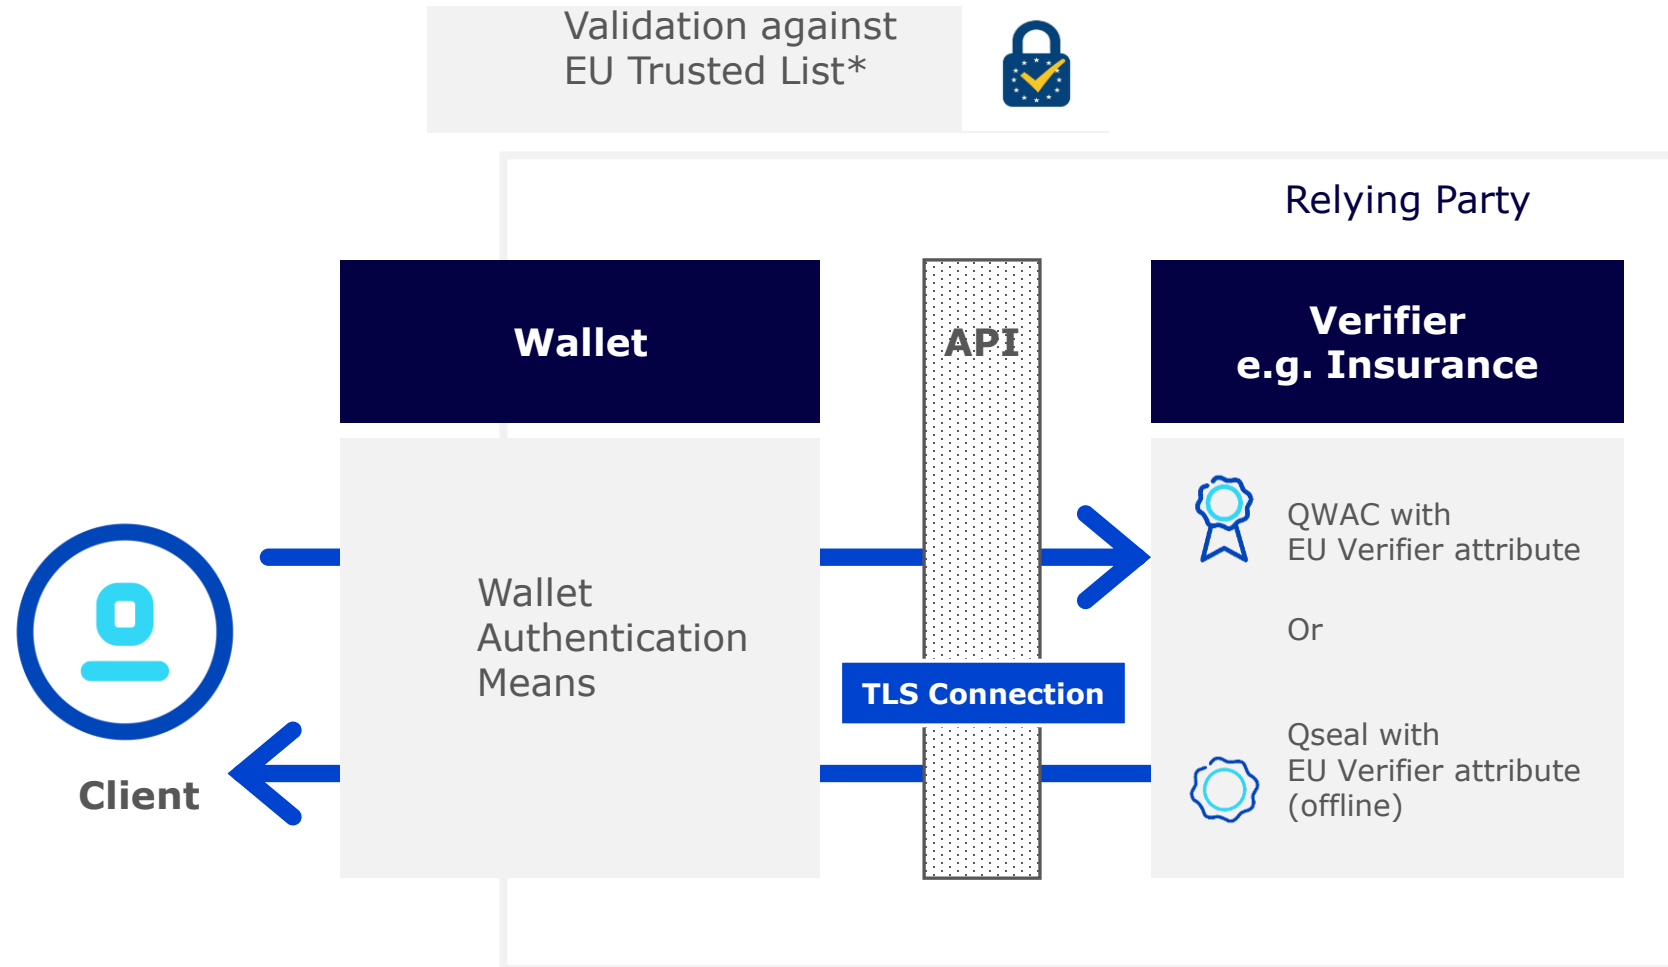 Validation against
EU Trusted List*
Relying Party
Wallet
API
Verifier
e.g. Insurance
QWAC with
EU Verifier attribute
Wallet
Authentication
Means
Or
TLS Connection
Qseal with
EU Verifier attribute
(offline)
Client